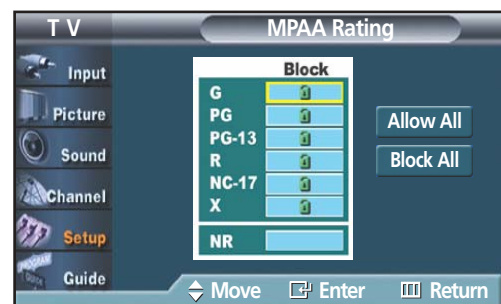 T V
MPAA Rating
Input
Picture
Sound
Channel
Setup
Guide
Block
G
PG
PG-13
R
NC-17
X
NR
Allow All
Block All
Move Enter Return